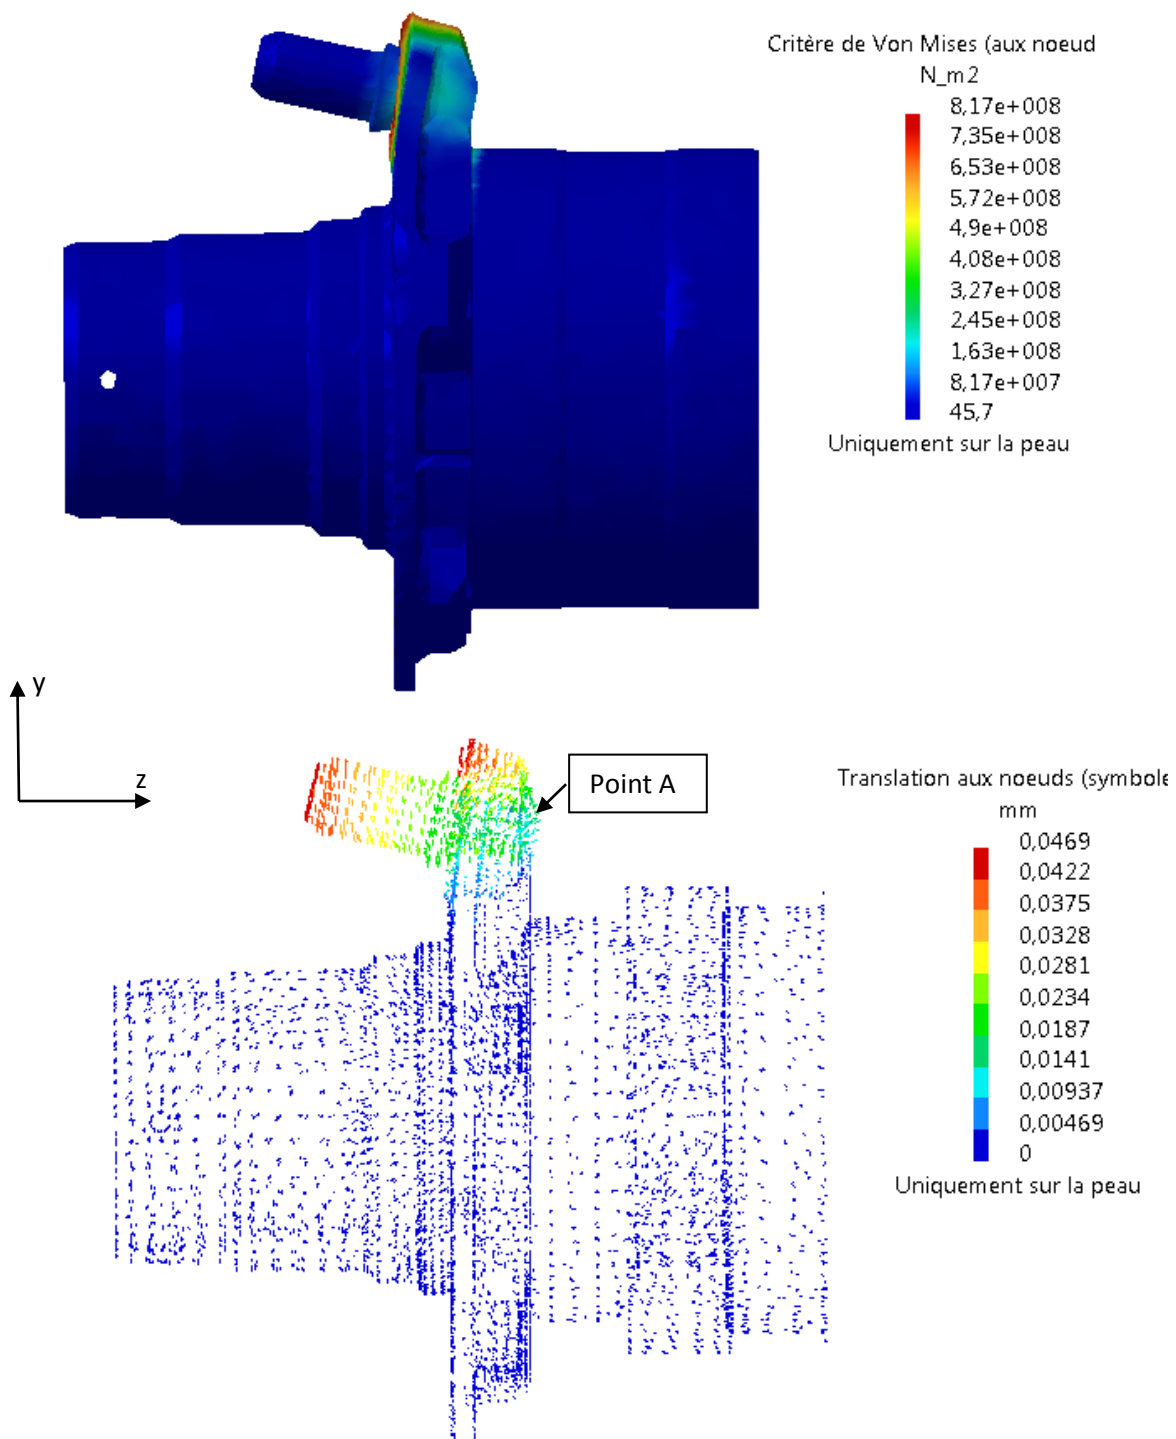 Critère de Von Mises (aux noeud
N_m2
8,17e+008
7,35e+008
6,53e+008
5,72e+008
4,9e+008
4,08e+008
3,27e+008
2,45e+008
1,63e+008
8,17e+007
45,7
Uniquement sur la peau
y
z
Point A
Translation aux noeuds (symbole
mm
0,0469
0,0422
0,0375
0,0328
0,0281
0,0234
0,0187
0,0141
0,00937
0,00469
0
Uniquement sur la peau